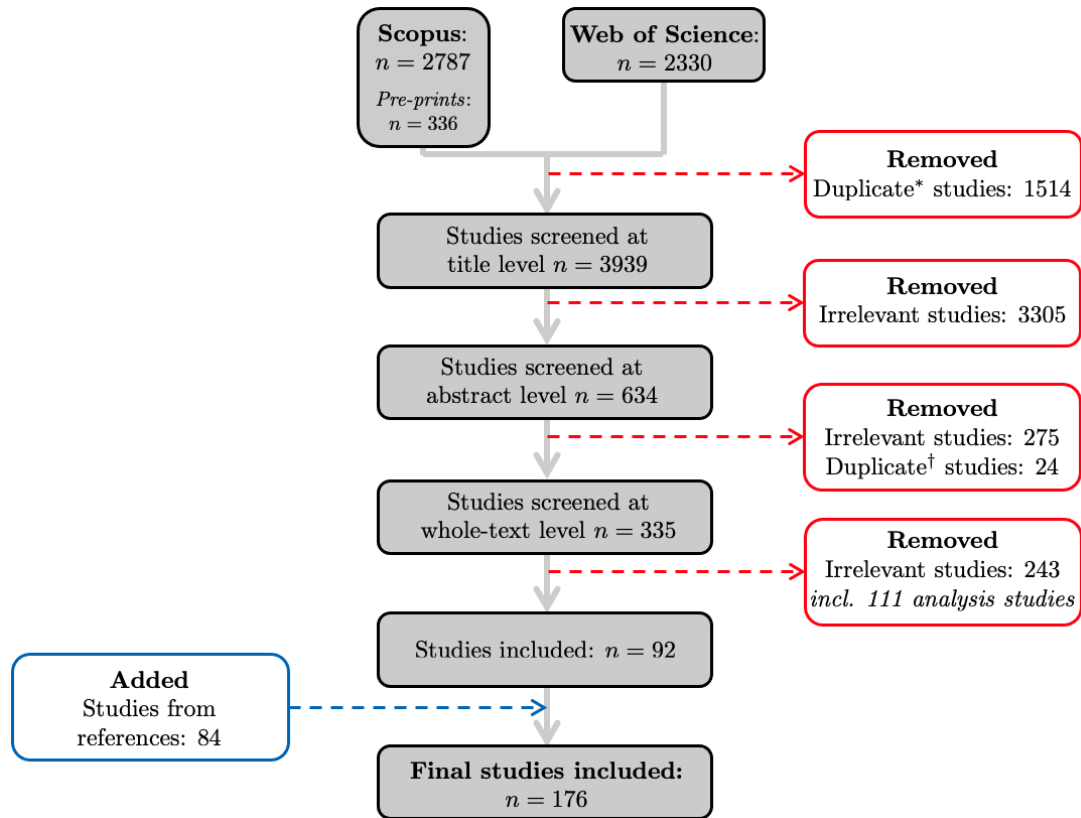 Scopus:
n = 2787
Pre-prints:
n = 336
Web of Science:
n = 2330
Removed
Duplicate* studies: 1514
Studies screened at
title level n = 3939
Removed
Irrelevant studies: 3305
Studies screened at
abstract level n = 634
Removed
Irrelevant studies: 275
Duplicate† studies: 24
Studies screened at
whole-text level n = 335
Removed
Irrelevant studies: 243
incl. 111 analysis studies
Studies included: n = 92
Added
Studies from
references: 84
Final studies included:
n = 176